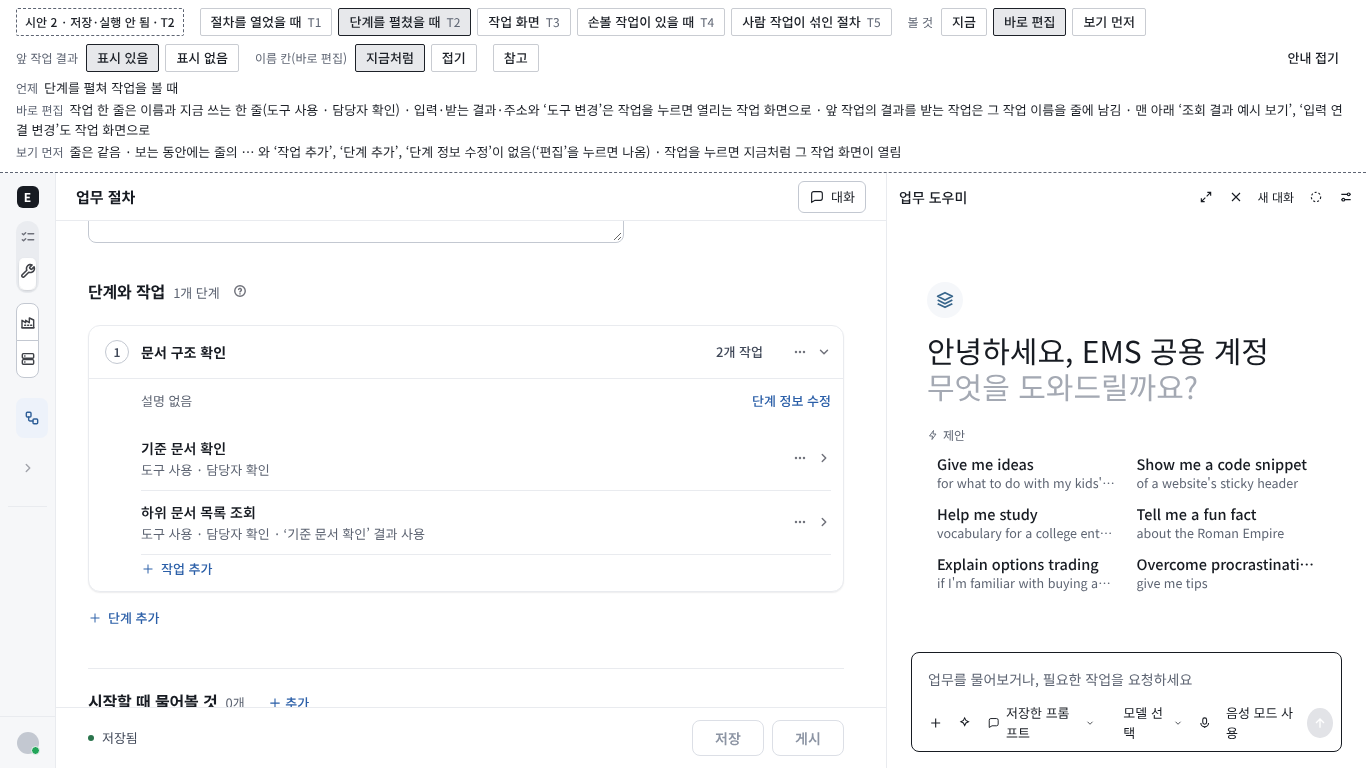 시안 2 · 저장·실행 안 됨 · T2
절차를 열었을 때 T1
단계를 펼쳤을 때 T2
작업 화면 T3
손볼 작업이 있을 때 T4
사람 작업이 섞인 절차 T5
볼 것
지금
바로 편집
보기 먼저
앞 작업 결과
표시 있음
표시 없음
이름 칸(바로 편집)
지금처럼
접기
참고
안내 접기
언제 단계를 펼쳐 작업을 볼 때
바로 편집 작업 한 줄은 이름과 지금 쓰는 한 줄(도구 사용 · 담당자 확인) · 입력·받는 결과·주소와 ‘도구 변경’은 작업을 누르면 열리는 작업 화면으로 · 앞 작업의 결과를 받는 작업은 그 작업 이름을 줄에 남김 · 맨 아래 ‘조회 결과 예시 보기’, ‘입력 연
결 변경’도 작업 화면으로
보기 먼저 줄은 같음 · 보는 동안에는 줄의 ⋯ 와 ‘작업 추가’, ‘단계 추가’, ‘단계 정보 수정’이 없음(‘편집’을 누르면 나옴) · 작업을 누르면 지금처럼 그 작업 화면이 열림
E
업무 절차
대화
단계와 작업 1개 단계
1
문서 구조 확인
2개 작업
설명 없음
단계 정보 수정
기준 문서 확인
도구 사용 · 담당자 확인
하위 문서 목록 조회
도구 사용 · 담당자 확인 · ‘기준 문서 확인’ 결과 사용
작업 추가
단계 추가
시작할 때 물어볼 것 0개
추가
저장됨
저장
게시
업무 도우미
새 대화
안녕하세요, EMS 공용 계정
무엇을 도와드릴까요?
제안
Give me ideas
for what to do with my kids'…
Show me a code snippet
of a website's sticky header
Help me study
vocabulary for a college ent…
Tell me a fun fact
about the Roman Empire
Explain options trading
if I'm familiar with buying a…
Overcome procrastinati…
give me tips
업무를 물어보거나, 필요한 작업을 요청하세요
저장한 프롬
프트
모델 선
택
음성 모드 사
용